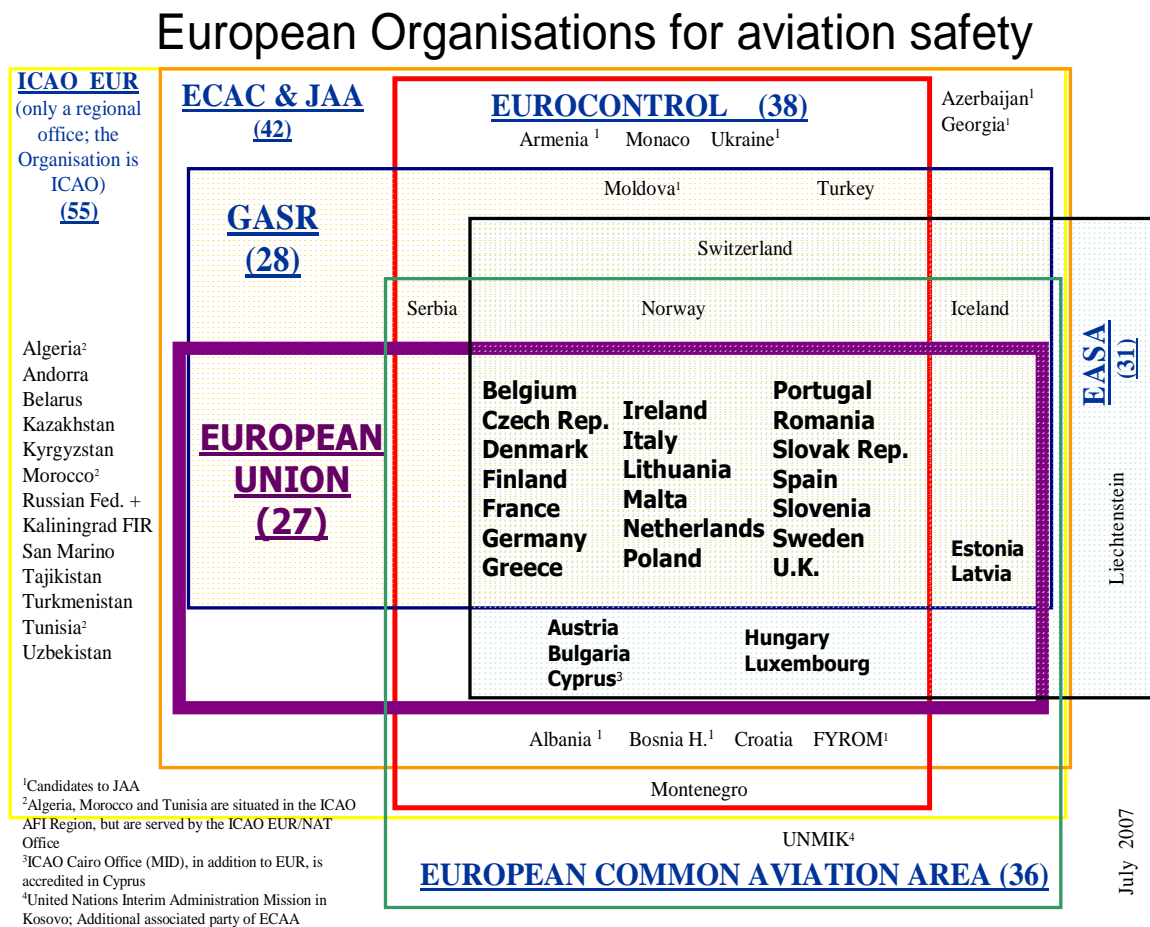 European Organisations for aviation safety
ICAO EUR
(only a regional
office; the
Organisation is
ICAO)
(55)
ECAC & JAA
(42)
EUROCONTROL (38)
Armenia ¹ Monaco Ukraine¹
Azerbaijan¹
Georgia¹
Moldova¹ Turkey
GASR
(28)
Switzerland
Serbia Norway Iceland
EASA
(31)
Liechtenstein
Algeria²
Andorra
Belarus
Kazakhstan
Kyrgyzstan
Morocco²
Russian Fed. +
Kaliningrad FIR
San Marino
Tajikistan
Turkmenistan
Tunisia²
Uzbekistan
EUROPEAN
UNION
(27)
Belgium
Czech Rep.
Denmark
Finland
France
Germany
Greece
Ireland
Italy
Lithuania
Malta
Netherlands
Poland
Portugal
Romania
Slovak Rep.
Spain
Slovenia
Sweden
U.K.
Estonia
Latvia
Austria
Bulgaria
Cyprus³
Hungary
Luxembourg
Albania ¹ Bosnia H.¹ Croatia FYROM¹
Montenegro
UNMIK⁴
EUROPEAN COMMON AVIATION AREA (36)
¹Candidates to JAA
²Algeria, Morocco and Tunisia are situated in the ICAO
AFI Region, but are served by the ICAO EUR/NAT
Office
³ICAO Cairo Office (MID), in addition to EUR, is
accredited in Cyprus
⁴United Nations Interim Administration Mission in
Kosovo; Additional associated party of ECAA
July 2007